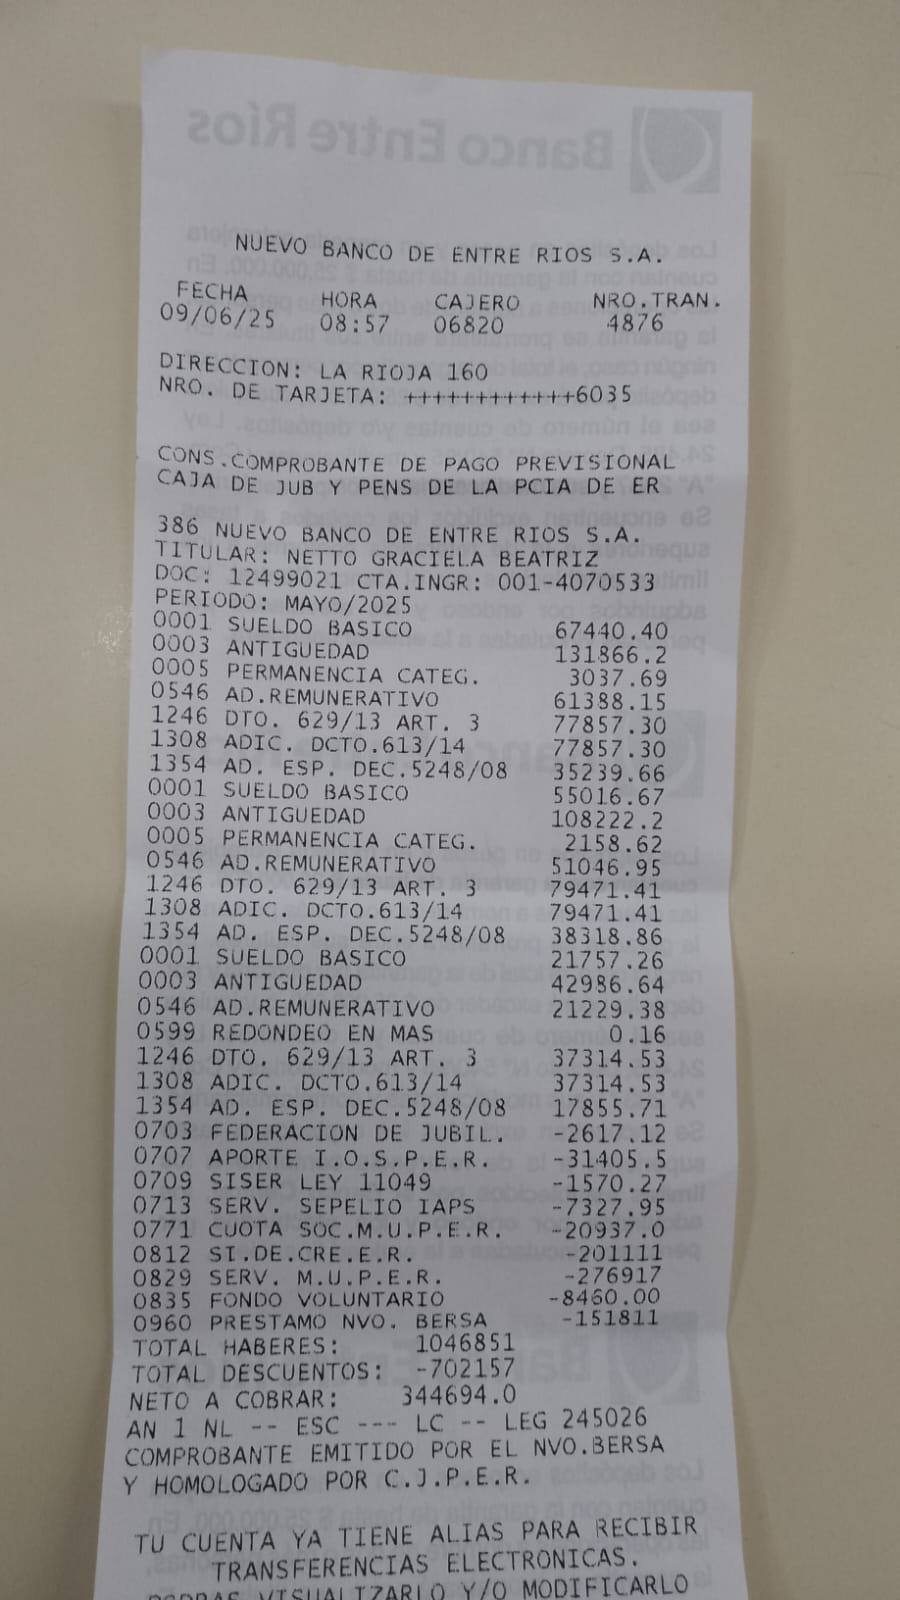 Banco Entre Ríos
NUEVO BANCO DE ENTRE RIOS S.A.
FECHA HORA CAJERO NRO.TRAN.
09/06/25 08:57 06820 4876
DIRECCION: LA RIOJA 160
NRO. DE TARJETA: ++++++++++++6035
CONS.COMPROBANTE DE PAGO PREVISIONAL
CAJA DE JUB Y PENS DE LA PCIA DE ER
386 NUEVO BANCO DE ENTRE RIOS S.A.
TITULAR: NETTO GRACIELA BEATRIZ
DOC: 12499021 CTA.INGR: 001-4070533
PERIODO: MAYO/2025
0001 SUELDO BASICO 67440.40
0003 ANTIGUEDAD 131866.2
0005 PERMANENCIA CATEG. 3037.69
0546 AD.REMUNERATIVO 61388.15
1246 DTO. 629/13 ART. 3 77857.30
1308 ADIC. DCTO.613/14 77857.30
1354 AD. ESP. DEC.5248/08 35239.66
0001 SUELDO BASICO 55016.67
0003 ANTIGUEDAD 108222.2
0005 PERMANENCIA CATEG. 2158.62
0546 AD.REMUNERATIVO 51046.95
1246 DTO. 629/13 ART. 3 79471.41
1308 ADIC. DCTO.613/14 79471.41
1354 AD. ESP. DEC.5248/08 38318.86
0001 SUELDO BASICO 21757.26
0003 ANTIGUEDAD 42986.64
0546 AD.REMUNERATIVO 21229.38
0599 REDONDEO EN MAS 0.16
1246 DTO. 629/13 ART. 3 37314.53
1308 ADIC. DCTO.613/14 37314.53
1354 AD. ESP. DEC.5248/08 17855.71
0703 FEDERACION DE JUBIL. -2617.12
0707 APORTE I.O.S.P.E.R. -31405.5
0709 SISER LEY 11049 -1570.27
0713 SERV. SEPELIO IAPS -7327.95
0771 CUOTA SOC.M.U.P.E.R. -20937.0
0812 SI.DE.CRE.E.R. -201111
0829 SERV. M.U.P.E.R. -276917
0835 FONDO VOLUNTARIO -8460.00
0960 PRESTAMO NVO. BERSA -151811
TOTAL HABERES: 1046851
TOTAL DESCUENTOS: -702157
NETO A COBRAR: 344694.0
AN 1 NL -- ESC --- LC -- LEG 245026
COMPROBANTE EMITIDO POR EL NVO.BERSA
Y HOMOLOGADO POR C.J.P.E.R.
TU CUENTA YA TIENE ALIAS PARA RECIBIR
TRANSFERENCIAS ELECTRONICAS.
PODRAS VISUALIZARLO Y/O MODIFICARLO